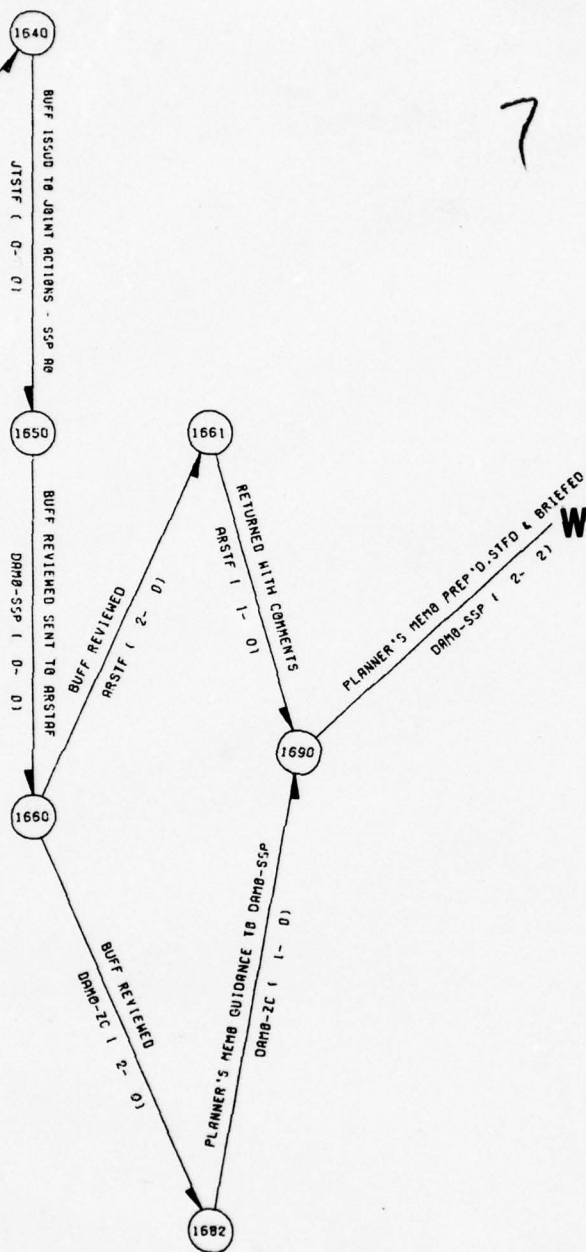 1640
7
BUFF ISSUD TO JOINT ACTIONS - SSP AO
JTSTF ( 0- 0)
1650
1661
BUFF REVIEWED SENT TO ARSTAF
DAMO-SSP ( 0- 0)
BUFF REVIEWED
ARSTF ( 2- 0)
RETURNED WITH COMMENTS
ARSTF ( 1- 0)
PLANNER'S MEMO PREP'D.STFD & BRIEFED
DAMO-SSP ( 2- 2)
W
1690
1660
BUFF REVIEWED
DAMO-ZC ( 2- 0)
PLANNER'S MEMO GUIDANCE TO DAMO-SSP
DAMO-ZC ( 1- 0)
1682